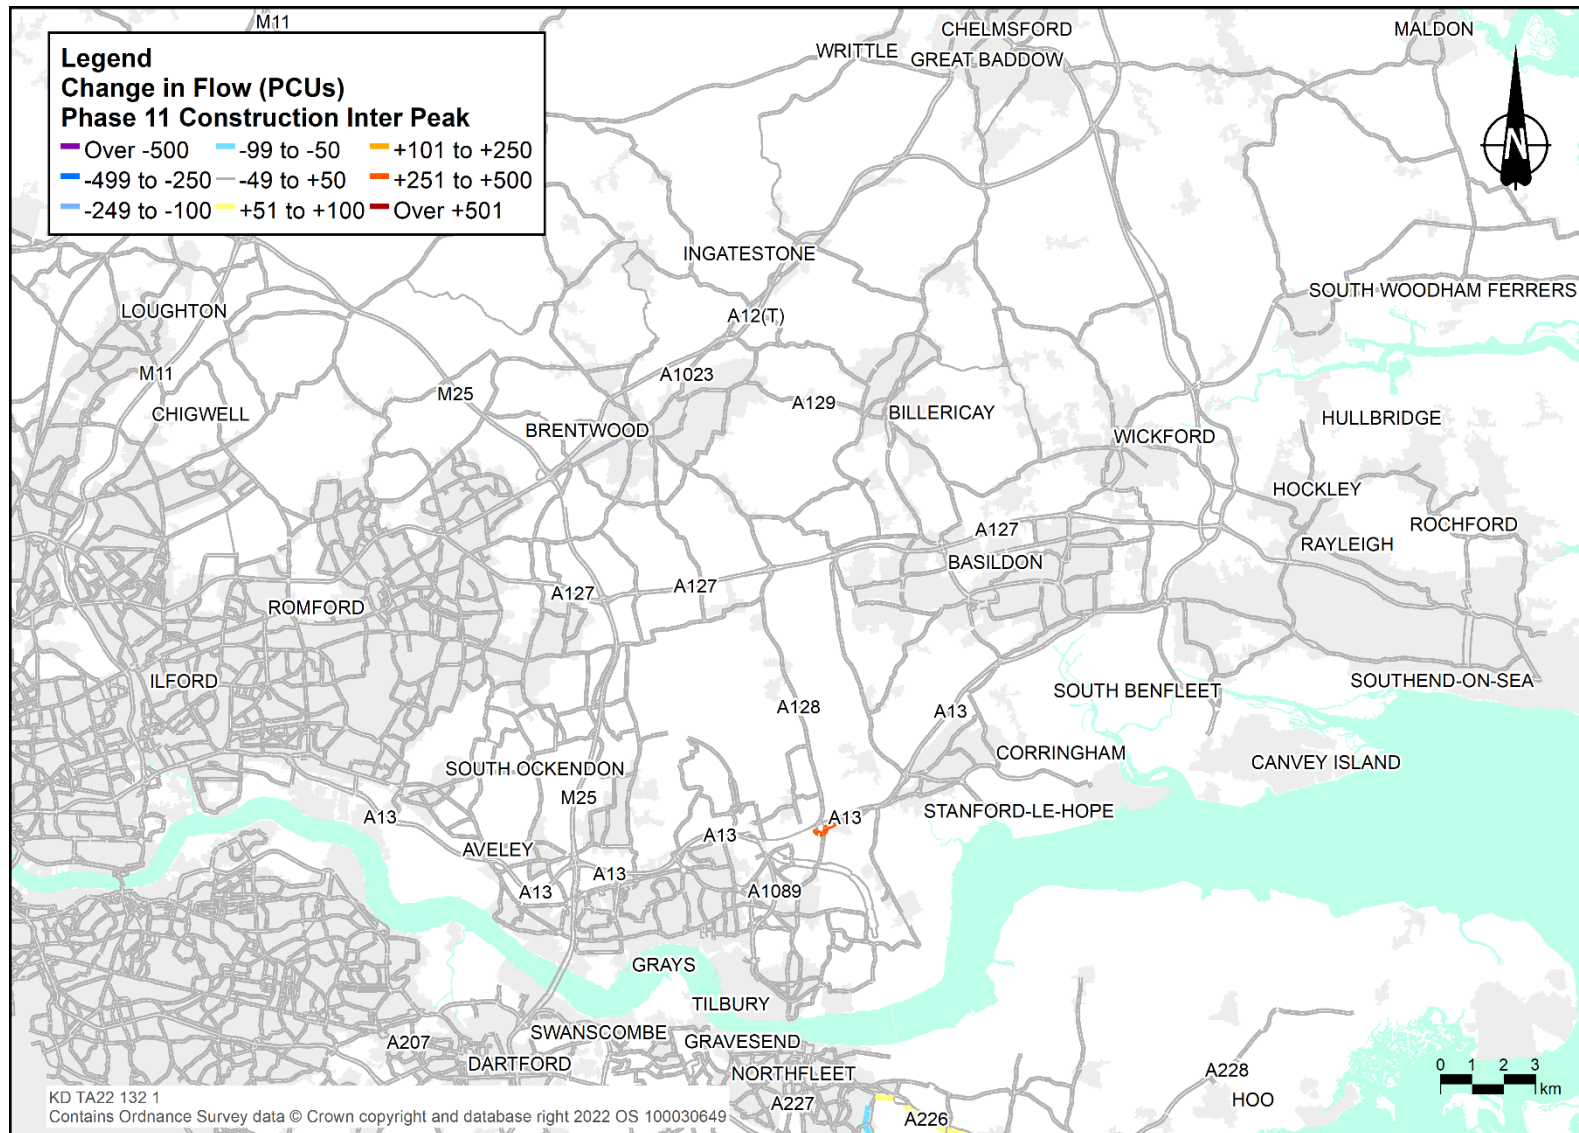 M11
Legend
Change in Flow (PCUs)
Phase 11 Construction Inter Peak
Over -500
-99 to -50
+101 to +250
-499 to -250
-49 to +50
+251 to +500
-249 to -100
+51 to +100
Over +501
CHELMSFORD
MALDON
WRITTLE
GREAT BADDOW
N
INGATESTONE
SOUTH WOODHAM FERRERS
LOUGHTON
A12(T)
M11
A1023
M25
A129
CHIGWELL
BILLERICAY
HULLBRIDGE
BRENTWOOD
WICKFORD
HOCKLEY
ROCHFORD
A127
RAYLEIGH
BASILDON
A127
A127
ROMFORD
ILFORD
SOUTHEND-ON-SEA
SOUTH BENFLEET
A128
A13
CORRINGHAM
CANVEY ISLAND
SOUTH OCKENDON
M25
STANFORD-LE-HOPE
A13
A13
A13
AVELEY
A13
A13
A1089
GRAYS
TILBURY
SWANSCOMBE
A207
GRAVESEND
DARTFORD
NORTHFLEET
A228
0 1 2 3
km
HOO
A227
A226
KD TA22 132 1
Contains Ordnance Survey data © Crown copyright and database right 2022 OS 100030649